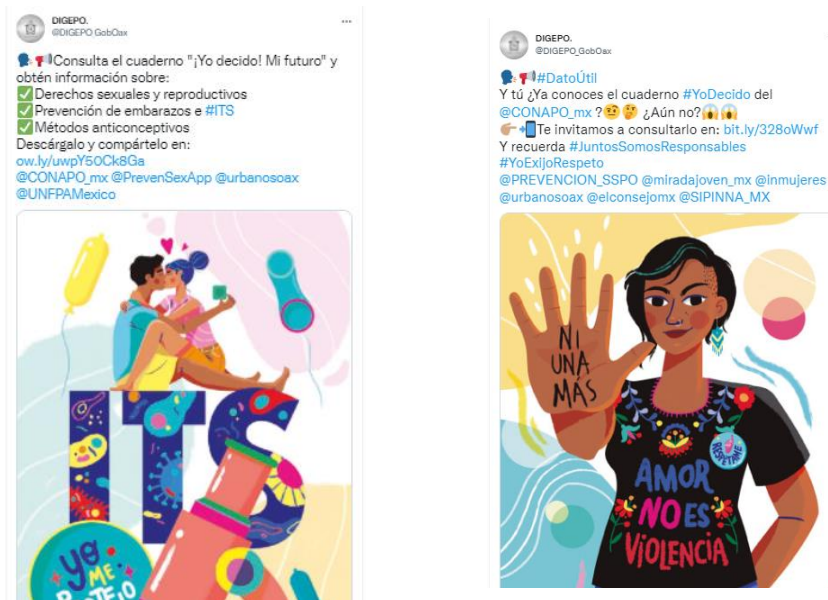 DIGEPO.
@DIGEPO_GobOax
Consulta el cuaderno "¡Yo decido! Mi futuro" y
obtén información sobre:
✅Derechos sexuales y reproductivos
✅Prevención de embarazos e #ITS
✅Métodos anticonceptivos
Descárgalo y compártelo en:
ow.ly/uwpY50Ck8Ga
@CONAPO_mx @PrevenSexApp @urbanosoax
@UNFPAMexico
ITS
yo
ME
DIGEPO.
@DIGEPO_GobOax
#DatoÚtil
Y tú ¿Ya conoces el cuaderno #YoDecido del
@CONAPO_mx ?🤨🤔 ¿Aún no?😱😱
Te invitamos a consultarlo en: bit.ly/328oWwf
Y recuerda #JuntosSomosResponsables
#YoExijoRespeto
@PREVENCION_SSPO @miradajoven_mx @inmujeres
@urbanosoax @elconsejomx @SIPINNA_MX
NI
UNA
MÁS
RESPÉTAME
AMOR
NO ES
VIOLENCIA